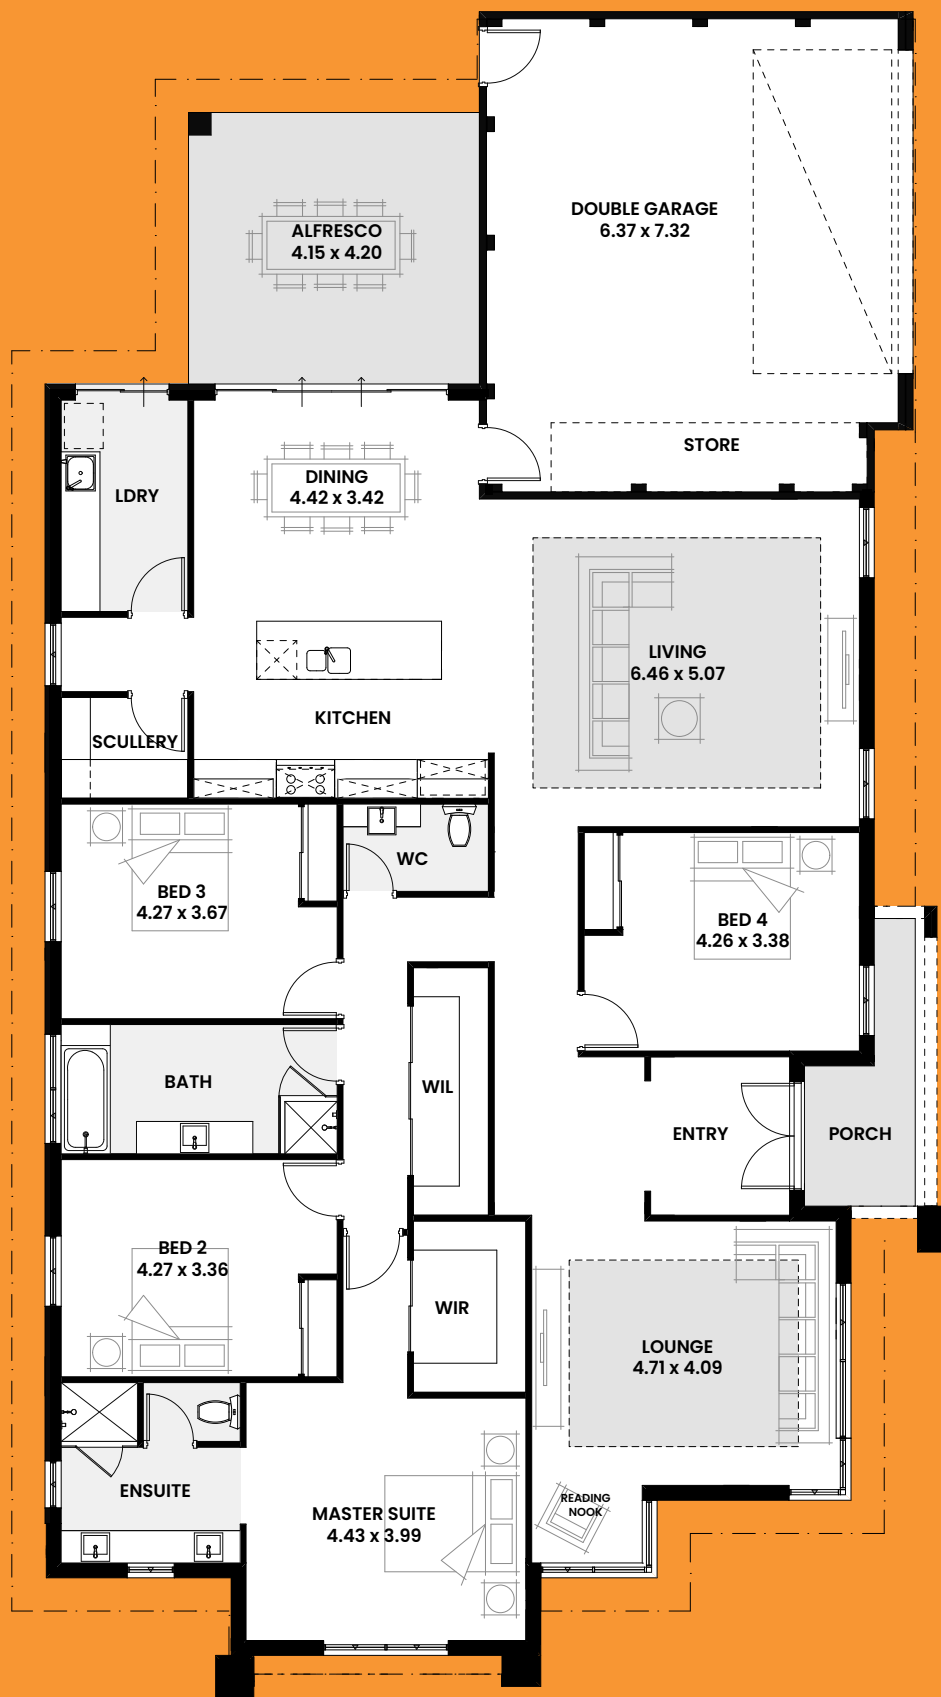 DOUBLE GARAGE
6.37 x 7.32
ALFRESCO
4.15 x 4.20
STORE
DINING
4.42 x 3.42
LDRY
LIVING
6.46 x 5.07
KITCHEN
SCULLERY
WC
BED 3
4.27 x 3.67
BED 4
4.26 x 3.38
BATH
WIL
ENTRY
PORCH
BED 2
4.27 x 3.36
WIR
LOUNGE
4.71 x 4.09
ENSUITE
READING
NOOK
MASTER SUITE
4.43 x 3.99